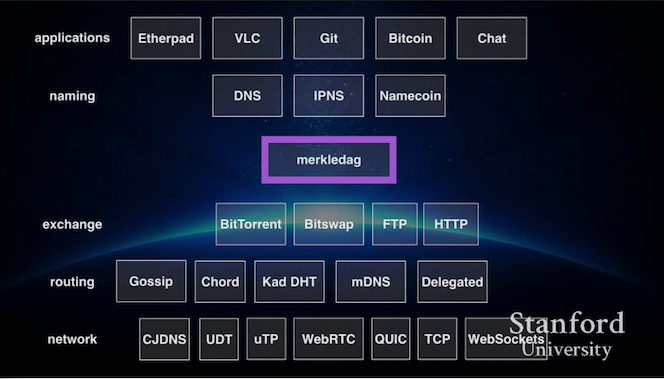 applications Etherpad VLC Git Bitcoin Chat
naming DNS IPNS Namecoin
merkledag
exchange BitTorrent Bitswap FTP HTTP
routing Gossip Chord Kad DHT mDNS Delegated
network CJDNS UDT uTP WebRTC QUIC TCP WebSockets
Stanford
University